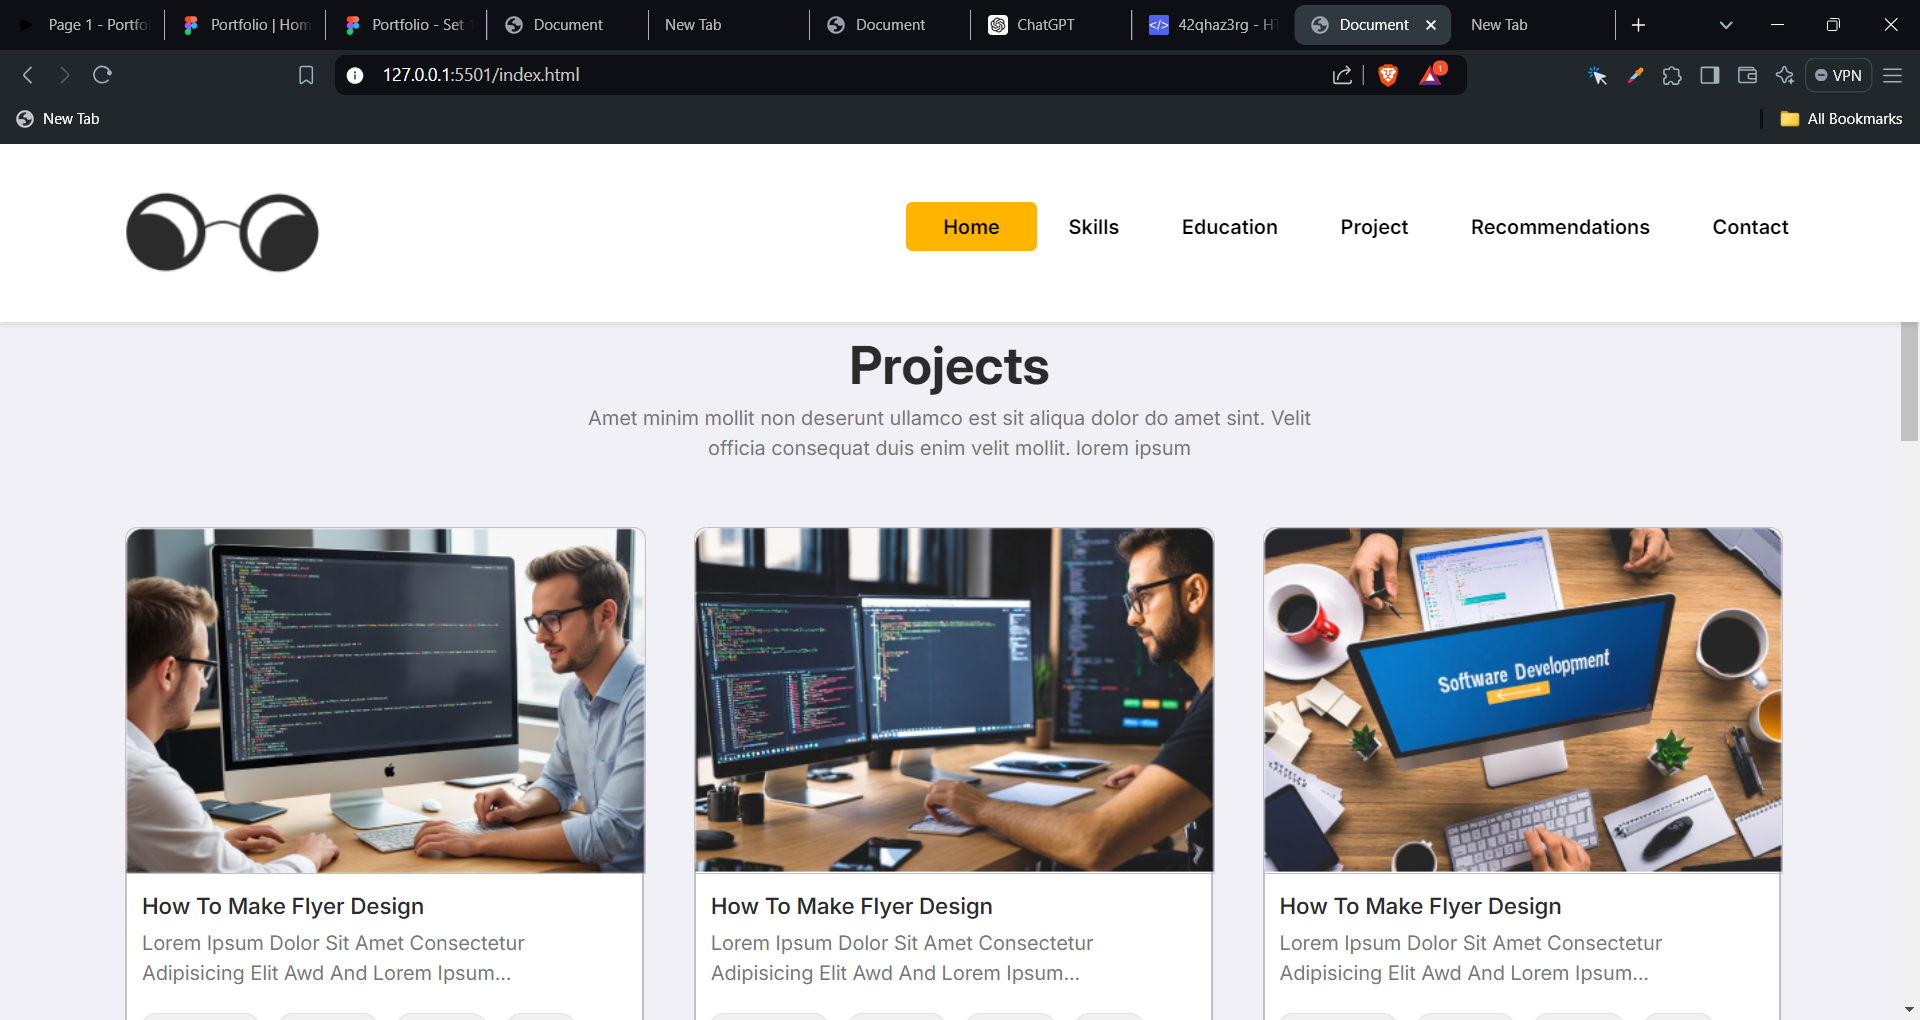 Page 1 - Portfo
Portfolio | Hom
Portfolio - Set
Document
New Tab
Document
ChatGPT
42qhaz3rg - HT
Document
New Tab
127.0.0.1:5501/index.html
1
VPN
New Tab
All Bookmarks
Home
Skills
Education
Project
Recommendations
Contact
Projects
Amet minim mollit non deserunt ullamco est sit aliqua dolor do amet sint. Velit
officia consequat duis enim velit mollit. lorem ipsum
Software Development
How To Make Flyer Design
Lorem Ipsum Dolor Sit Amet Consectetur
Adipisicing Elit Awd And Lorem Ipsum...
How To Make Flyer Design
Lorem Ipsum Dolor Sit Amet Consectetur
Adipisicing Elit Awd And Lorem Ipsum...
How To Make Flyer Design
Lorem Ipsum Dolor Sit Amet Consectetur
Adipisicing Elit Awd And Lorem Ipsum...